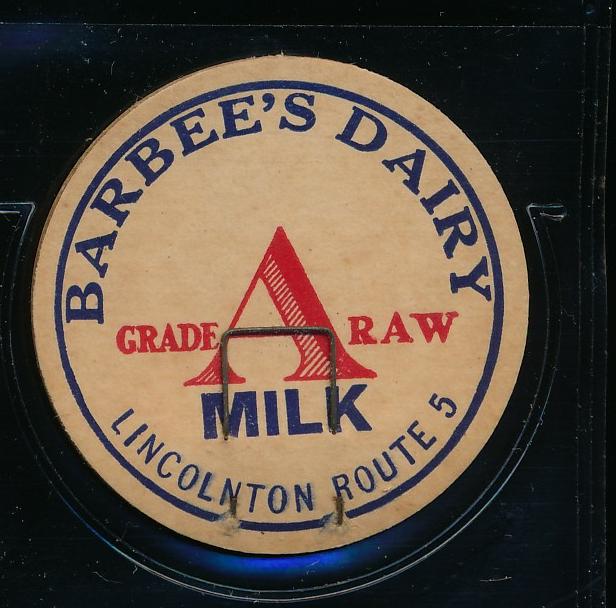 BARBEE'S DAIRY
GRADE A RAW
MILK
LINCOLNTON ROUTE 5